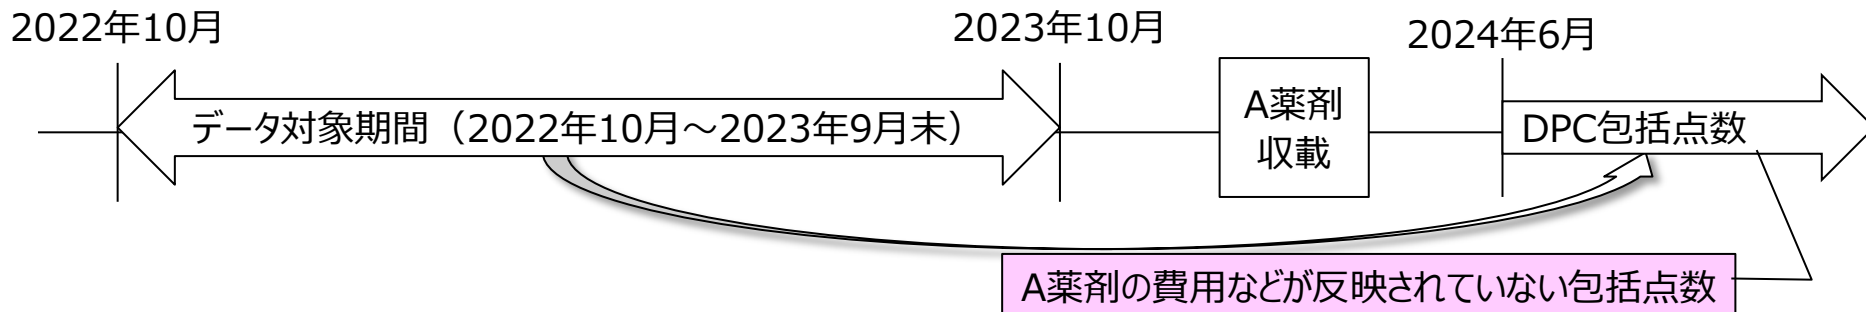 2022年10月
2023年10月
2024年6月
データ対象期間（2022年10月～2023年9月末）
A薬剤
収載
DPC包括点数
A薬剤の費用などが反映されていない包括点数